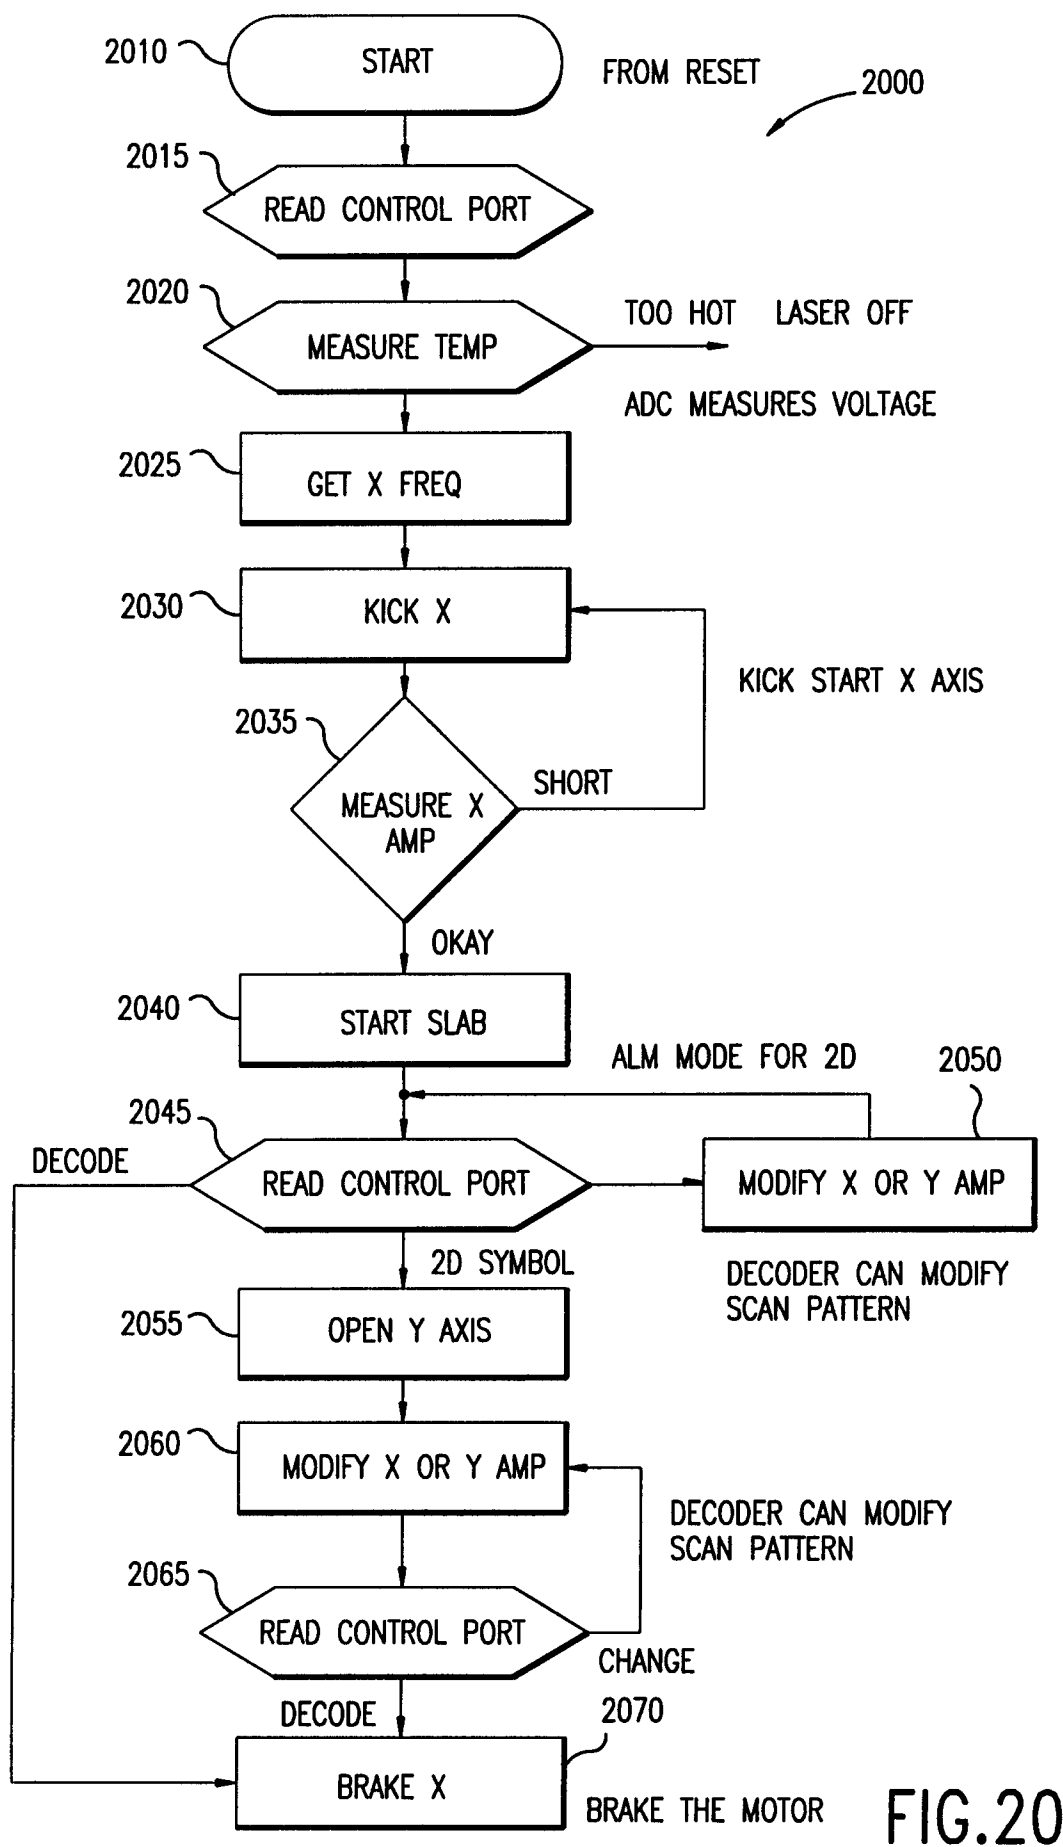 2010
START
FROM RESET
2000
2015
READ CONTROL PORT
2020
MEASURE TEMP
TOO HOT LASER OFF
ADC MEASURES VOLTAGE
2025
GET X FREQ
2030
KICK X
KICK START X AXIS
2035
MEASURE X
AMP
SHORT
OKAY
2040
START SLAB
ALM MODE FOR 2D
2050
2045
DECODE
READ CONTROL PORT
MODIFY X OR Y AMP
2D SYMBOL
DECODER CAN MODIFY
SCAN PATTERN
2055
OPEN Y AXIS
2060
MODIFY X OR Y AMP
DECODER CAN MODIFY
SCAN PATTERN
2065
READ CONTROL PORT
CHANGE
DECODE
2070
BRAKE X
BRAKE THE MOTOR
FIG.20